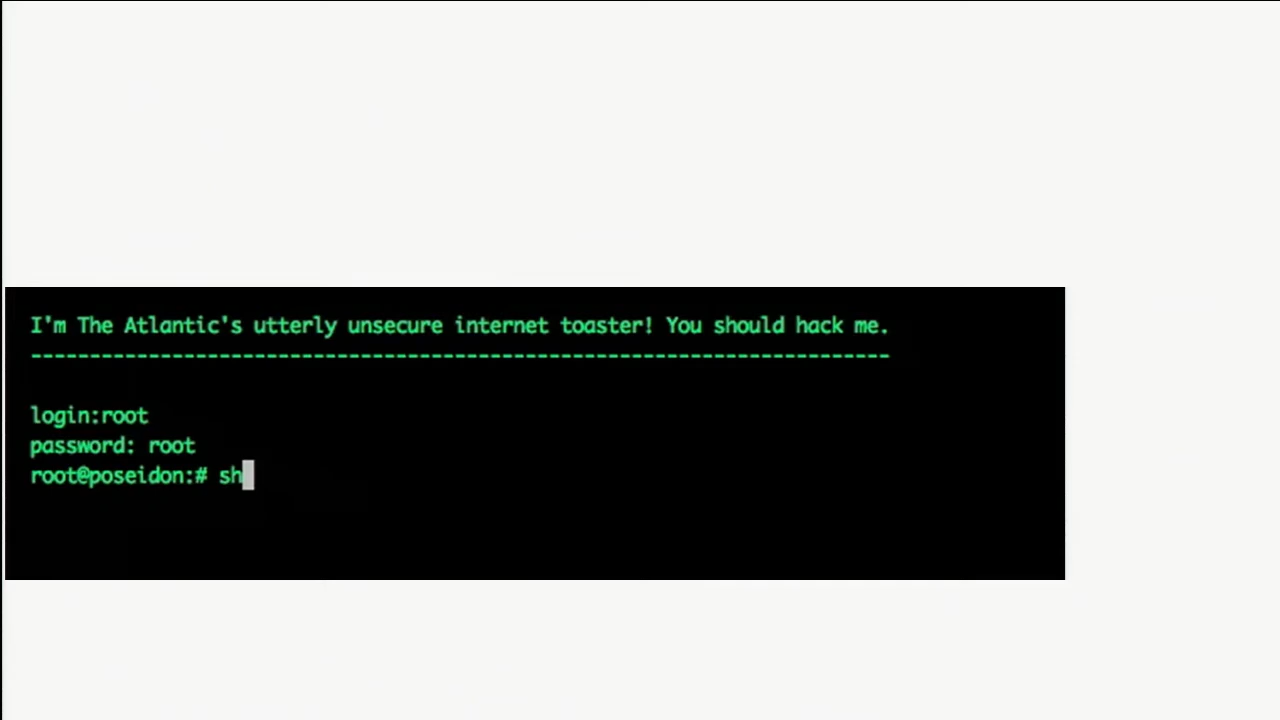 I'm The Atlantic's utterly unsecure internet toaster! You should hack me.
-------------------------------------------------------------------------
login:root
password: root
root@poseidon:# sh